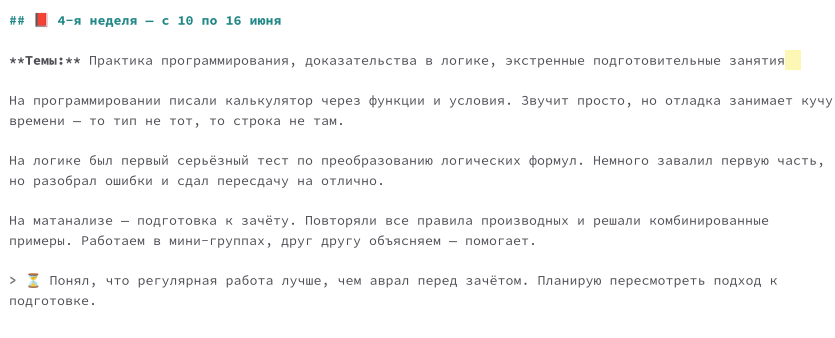 ## 📕 4-я неделя — с 10 по 16 июня
**Темы:** Практика программирования, доказательства в логике, экстренные подготовительные занятия
На программировании писали калькулятор через функции и условия. Звучит просто, но отладка занимает кучу
времени — то тип не тот, то строка не там.
На логике был первый серьёзный тест по преобразованию логических формул. Немного завалил первую часть,
но разобрал ошибки и сдал пересдачу на отлично.
На матанализе — подготовка к зачёту. Повторяли все правила производных и решали комбинированные
примеры. Работаем в мини-группах, друг другу объясняем — помогает.
> ⏳ Понял, что регулярная работа лучше, чем аврал перед зачётом. Планирую пересмотреть подход к
подготовке.